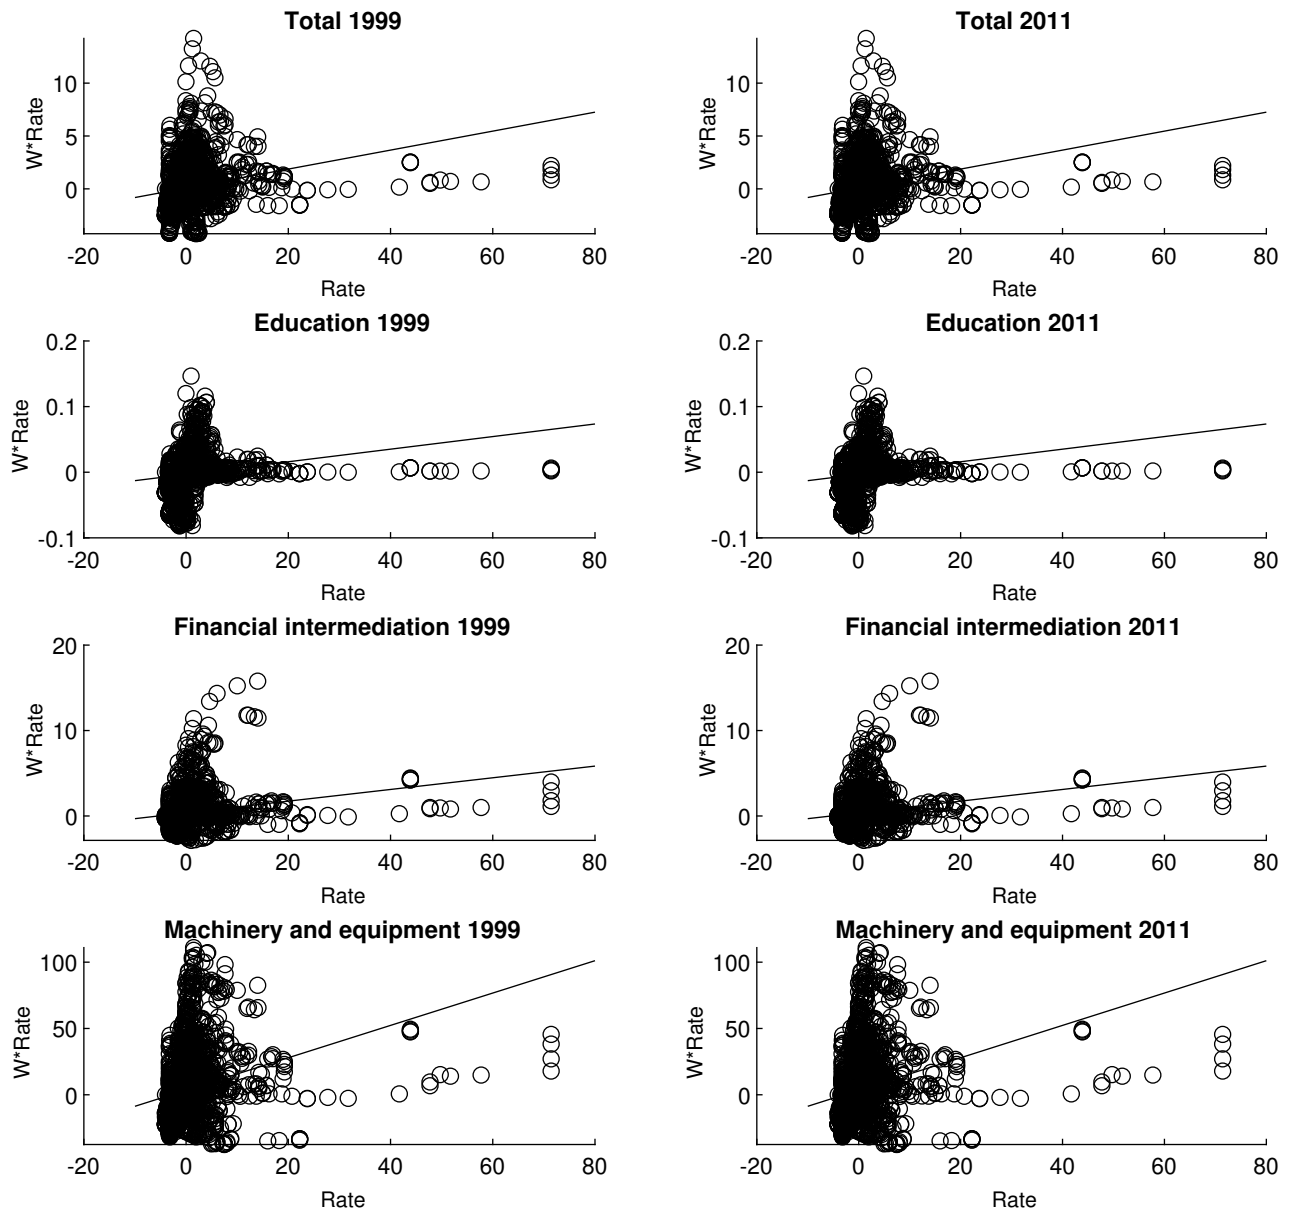 Total 1999
10
5
0
W*Rate
-20 0 20 40 60 80
Rate
Total 2011
10
5
0
W*Rate
-20 0 20 40 60 80
Rate
Education 1999
0.2
0.1
0
-0.1
W*Rate
-20 0 20 40 60 80
Rate
Education 2011
0.2
0.1
0
-0.1
W*Rate
-20 0 20 40 60 80
Rate
Financial intermediation 1999
20
10
0
W*Rate
-20 0 20 40 60 80
Rate
Financial intermediation 2011
20
10
0
W*Rate
-20 0 20 40 60 80
Rate
Machinery and equipment 1999
100
50
0
W*Rate
-20 0 20 40 60 80
Rate
Machinery and equipment 2011
100
50
0
W*Rate
-20 0 20 40 60 80
Rate